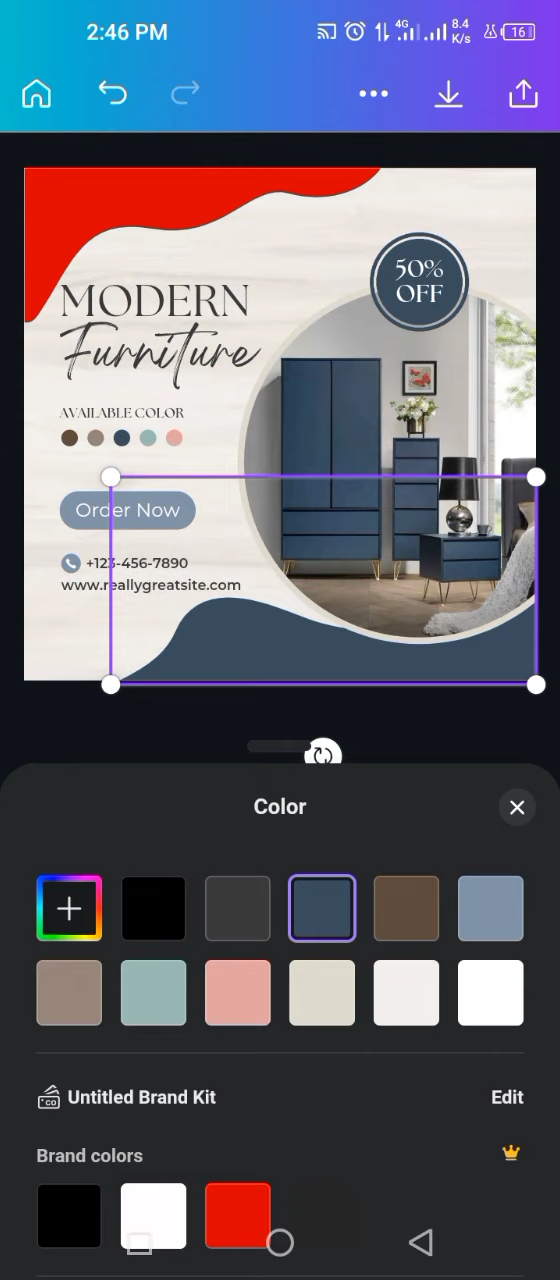 2:46 PM
4G
8.4
K/s
16
50%
OFF
MODERN
Furniture
AVAILABLE COLOR
Order Now
+123-456-7890
www.reallygreatsite.com
Color
CO
Untitled Brand Kit
Edit
Brand colors